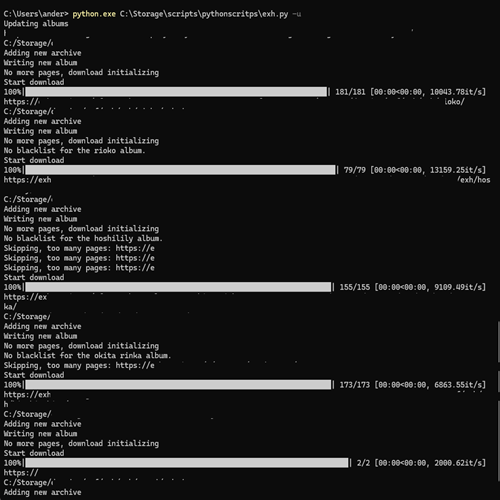 C:\Users\ander> python.exe C:\Storage\scripts\pythonscritps\exh.py -u
Updating albums
C:/Storage/
Adding new archive
Writing new album
No more pages, download initializing
Start download
100%| | 181/181 [00:00<00:00, 10043.78it/s]
https:/ ioko/
C:/Storage/
Adding new archive
Writing new album
No more pages, download initializing
No blacklist for the rioko album.
Start download
100%| | 79/79 [00:00<00:00, 13159.25it/s]
https://exh /exh/hos
C:/Storage/
Adding new archive
Writing new album
No more pages, download initializing
No blacklist for the hoshilily album.
Skipping, too many pages: https://e
Skipping, too many pages: https://e
Skipping, too many pages: https://e
Start download
100%| | 155/155 [00:00<00:00, 9109.49it/s]
https://ex
ka/
C:/Storage/
Adding new archive
Writing new album
No more pages, download initializing
No blacklist for the okita rinka album.
Skipping, too many pages: https://e
Start download
100%| | 173/173 [00:00<00:00, 6863.55it/s]
https://exh
h
C:/Storage/
Adding new archive
Writing new album
No more pages, download initializing
Start download
100%| | 2/2 [00:00<00:00, 2000.62it/s]
https://
C:/Storage/
Adding new archive